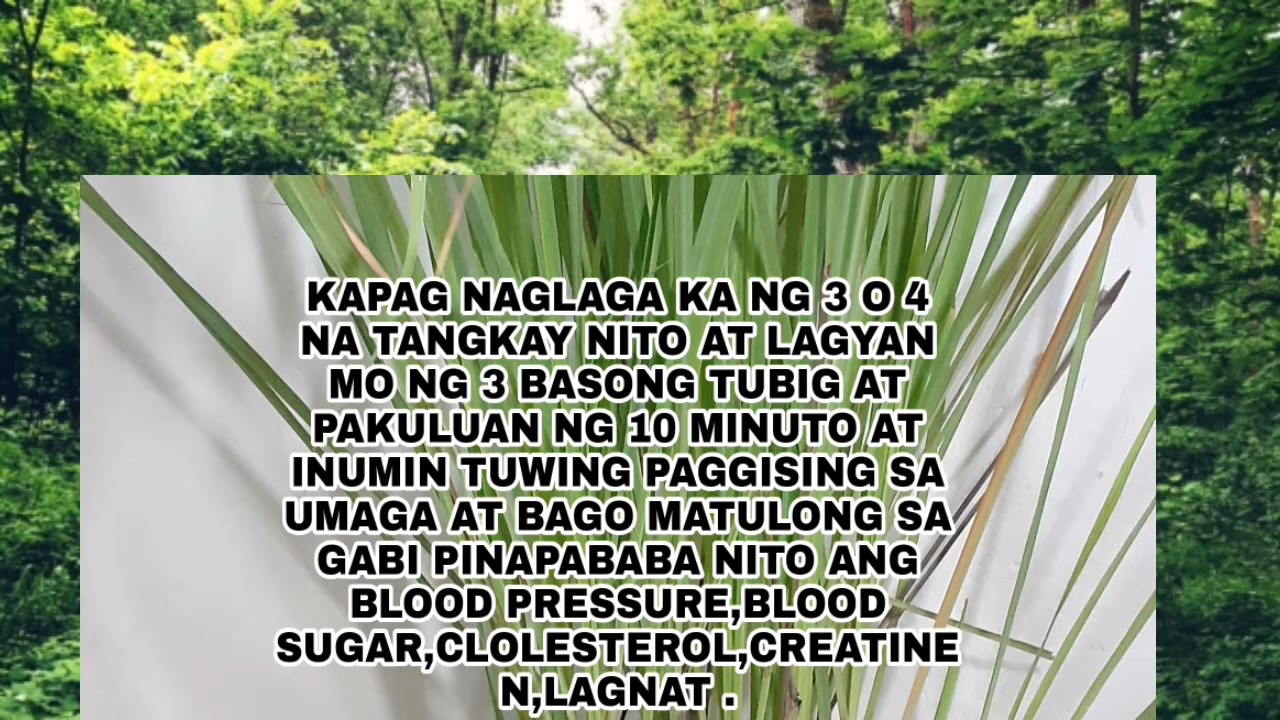 KAPAG NAGLAGA KA NG 3 O 4
NA TANGKAY NITO AT LAGYAN
MO NG 3 BASONG TUBIG AT
PAKULUAN NG 10 MINUTO AT
INUMIN TUWING PAGGISING SA
UMAGA AT BAGO MATULONG SA
GABI PINAPABABA NITO ANG
BLOOD PRESSURE,BLOOD
SUGAR,CLOLESTEROL,CREATINE
N,LAGNAT .